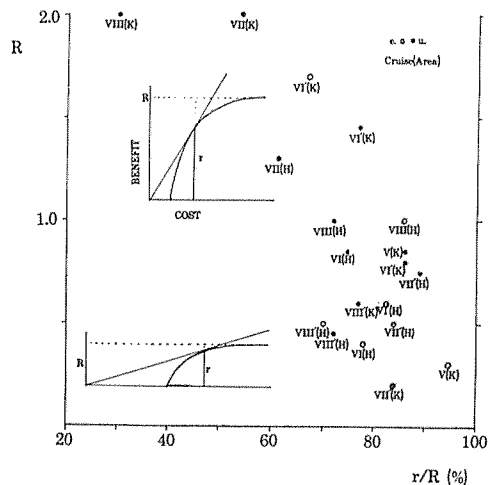 2.0
R
VIII(K)
VII(K)
e. o • u.
Cruise(Area)
VI'(K)
R
BENEFIT
r
COST
VI'(K)
VII(H)
1.0
VIII(H)
VIII(H)
VI(H)
V(K)
VI'(K)
VII'(H)
VIII'(K)
VI'(H)
VIII'(H)
VII'(H)
VIII'(H)
VI(H)
R
r
V(K)
VII'(K)
20
40
60
80
100
r/R (%)